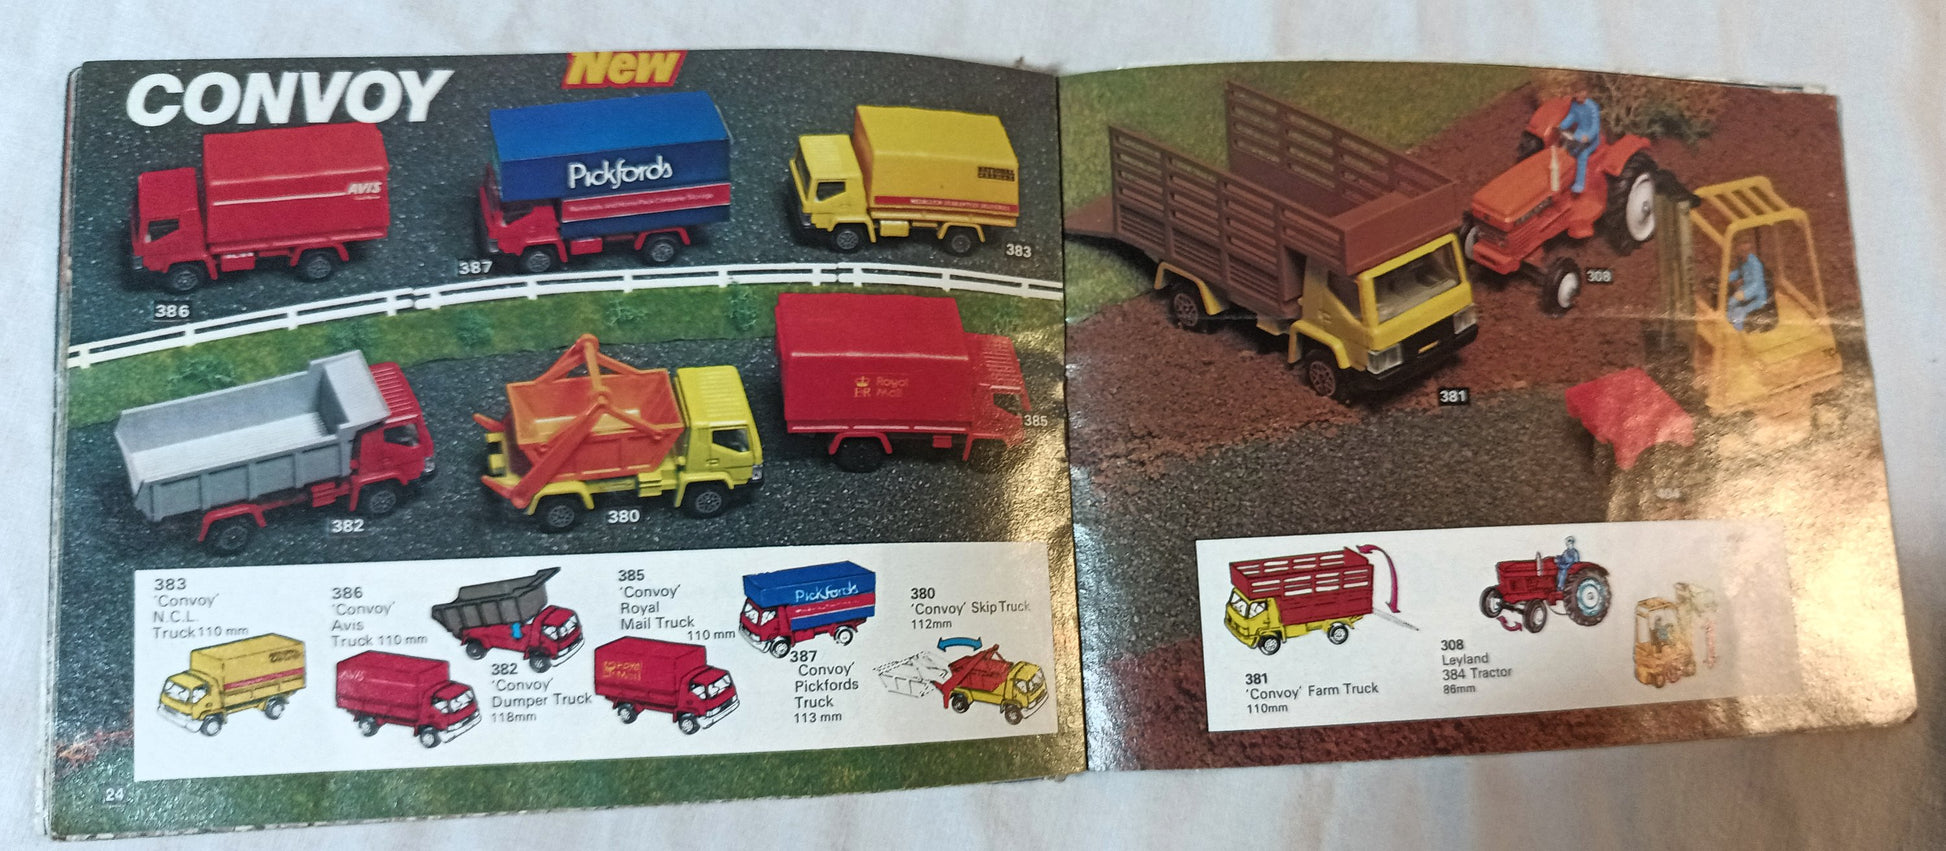 CONVOY
New
AVIS
386
Pickfords
387
383
382
380
Royal
Mail
E R
385
381
308
404
383
'Convoy'
N.C.L.
Truck 110 mm
386
'Convoy'
Avis
Truck 110 mm
382
'Convoy'
Dumper Truck
118mm
385
'Convoy'
Royal
Mail Truck
110 mm
Royal
Mail
Pickfords
387
'Convoy'
Pickfords
Truck
113 mm
380
'Convoy' Skip Truck
112mm
381
'Convoy' Farm Truck
110mm
308
Leyland
384 Tractor
86mm
24